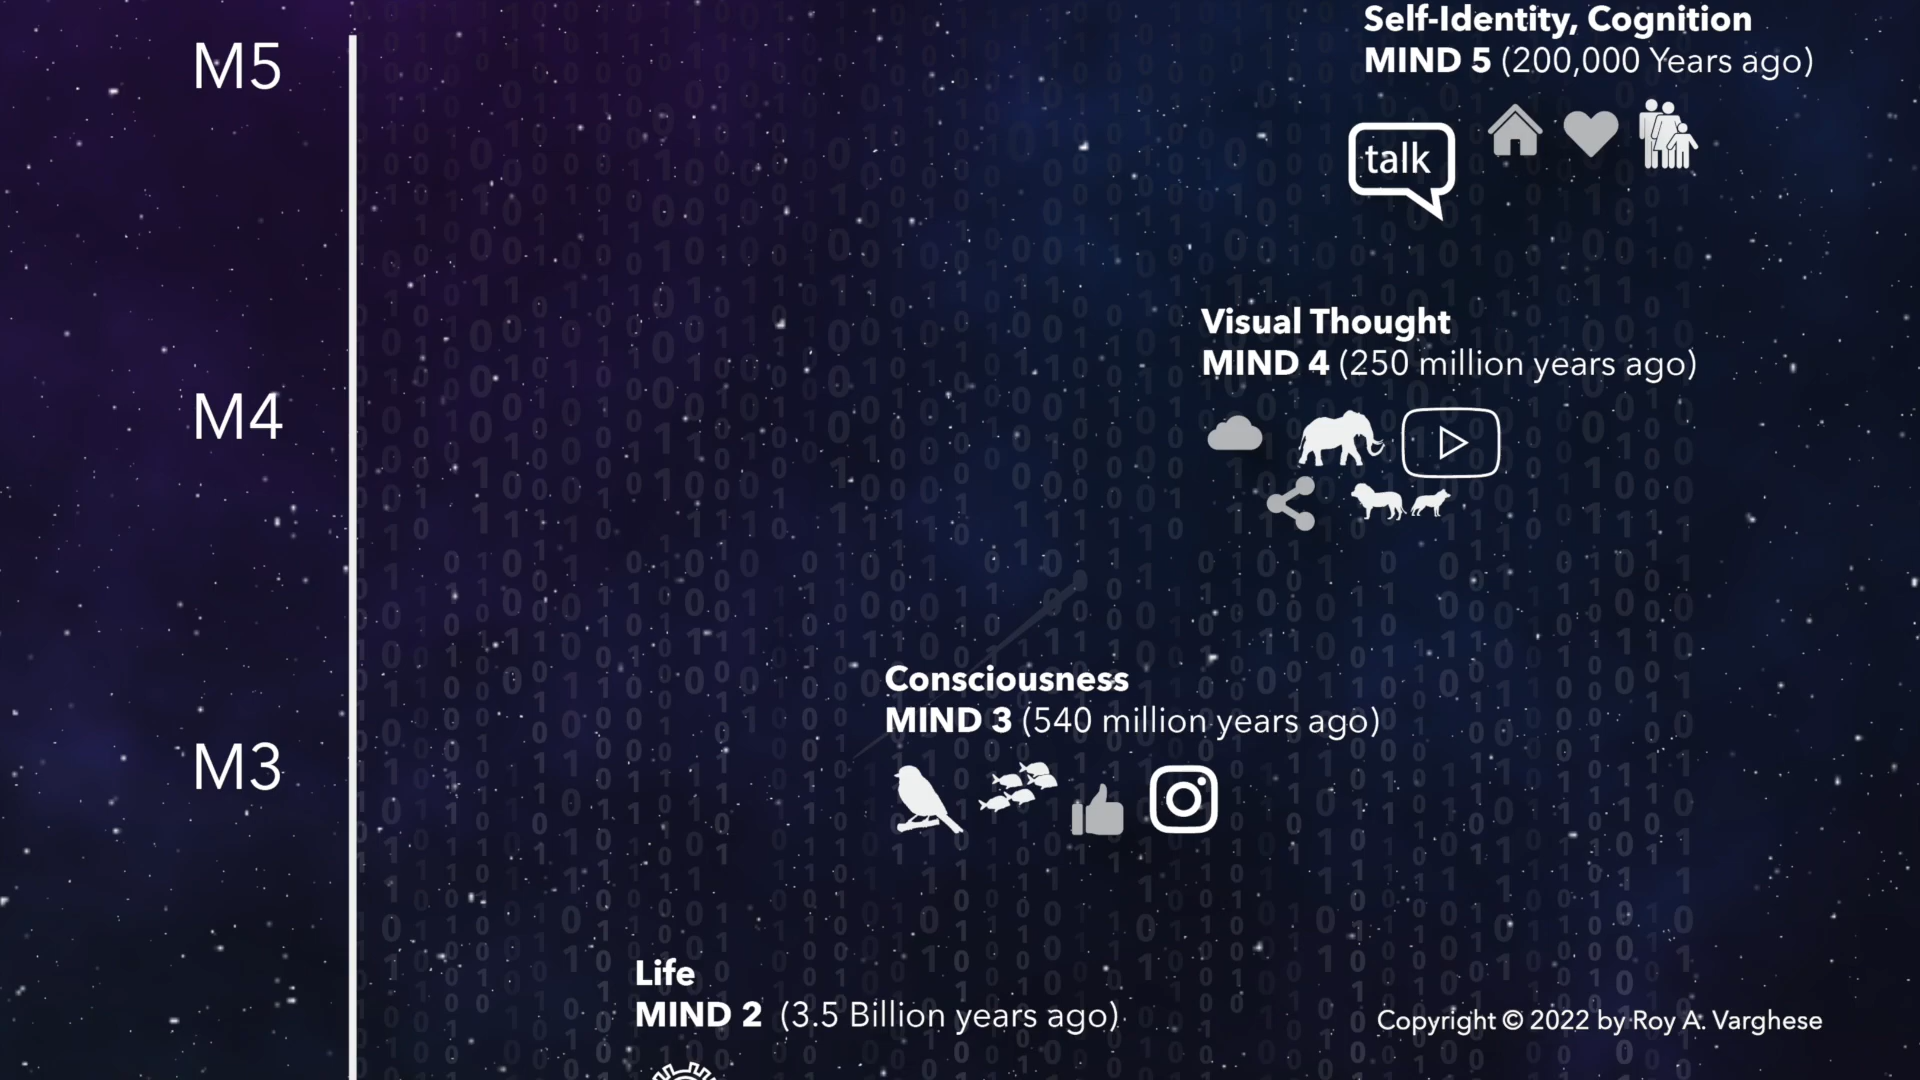 M5
Self-Identity, Cognition
MIND 5 (200,000 Years ago)
talk
M4
Visual Thought
MIND 4 (250 million years ago)
M3
Consciousness
MIND 3 (540 million years ago)
Life
MIND 2 (3.5 Billion years ago)
Copyright © 2022 by Roy A. Varghese